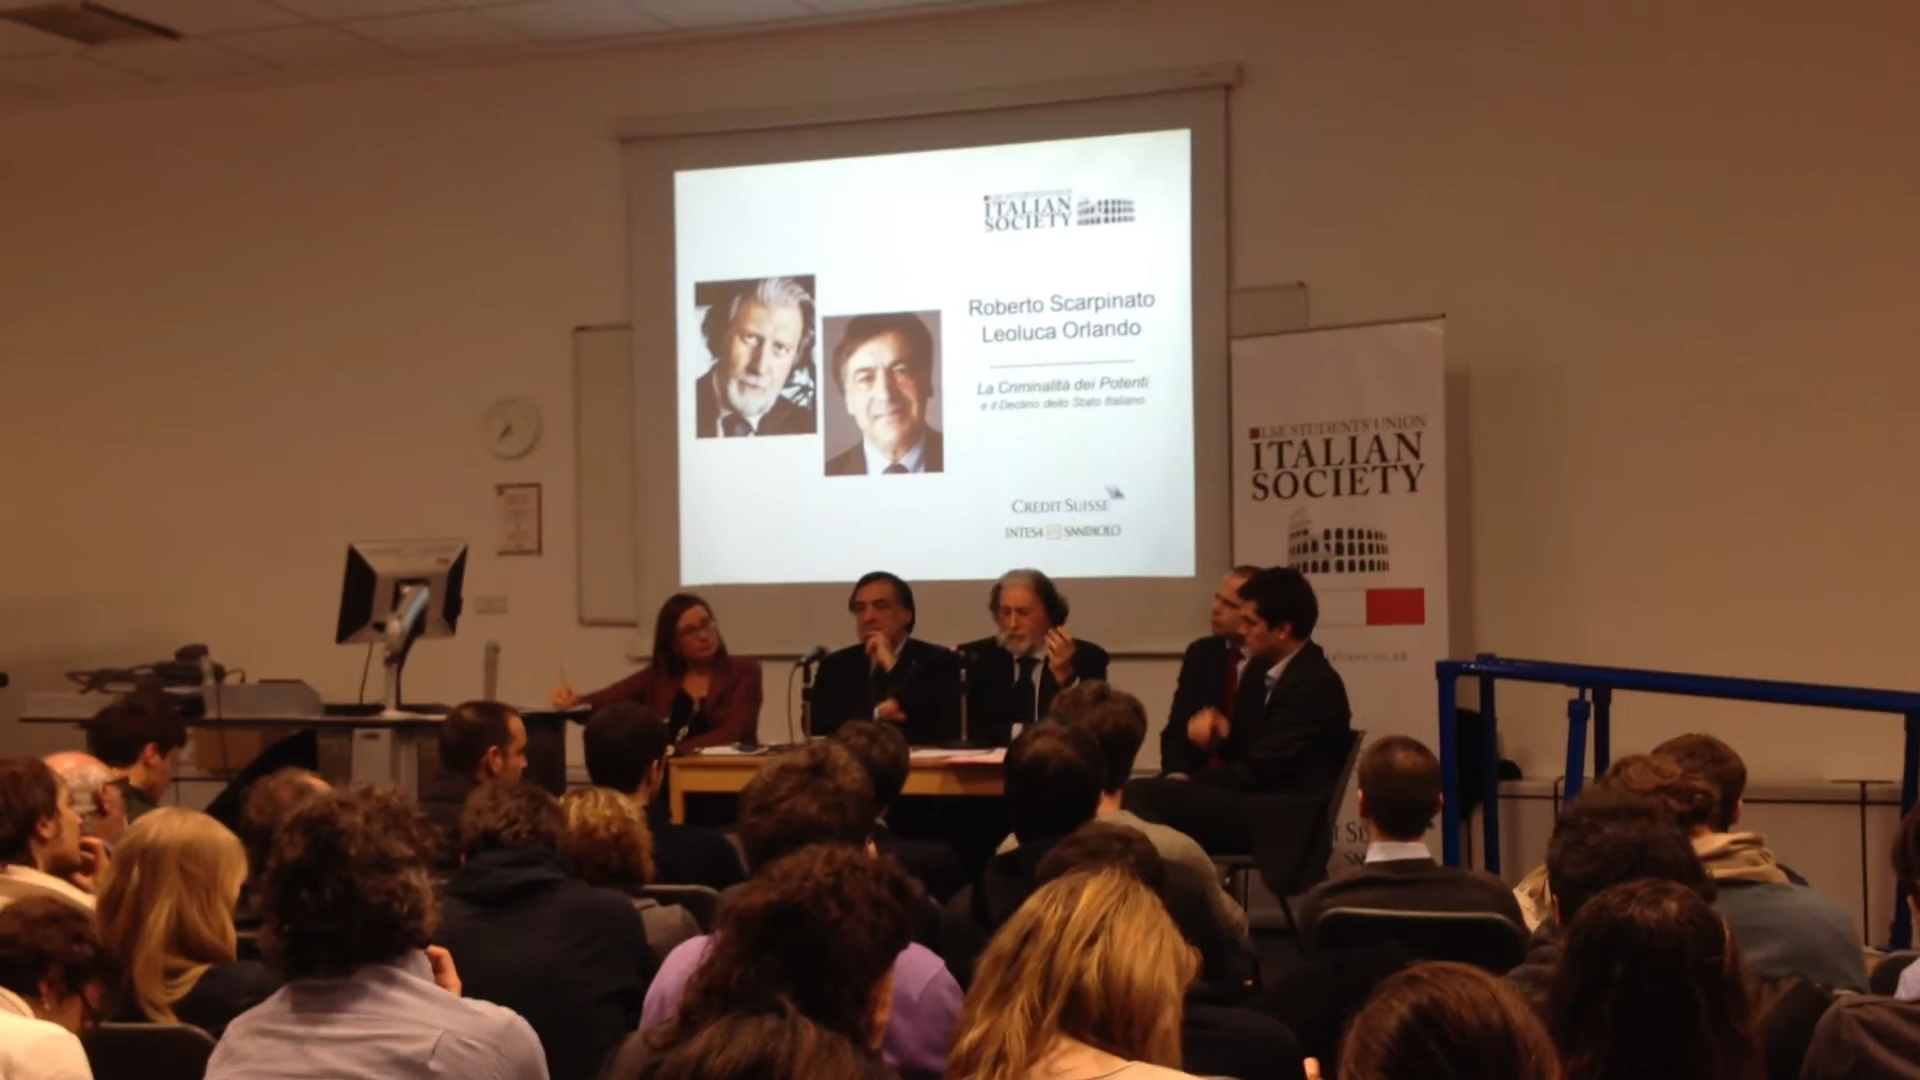 ITALIAN
SOCIETY
Roberto Scarpinato
Leoluca Orlando
La Criminalità dei Potenti
e il Declino dello Stato Italiano
CREDIT SUISSE
INTESA SANPAOLO
LSE STUDENTS' UNION
ITALIAN
SOCIETY